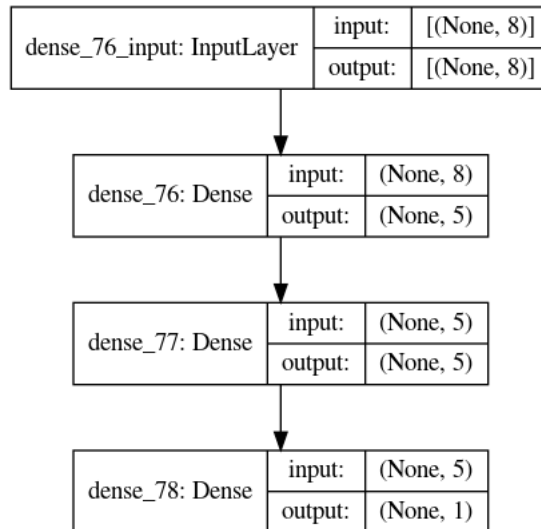 dense_76_input: InputLayer
input: [(None, 8)]
output: [(None, 8)]
dense_76: Dense
input: (None, 8)
output: (None, 5)
dense_77: Dense
input: (None, 5)
output: (None, 5)
dense_78: Dense
input: (None, 5)
output: (None, 1)